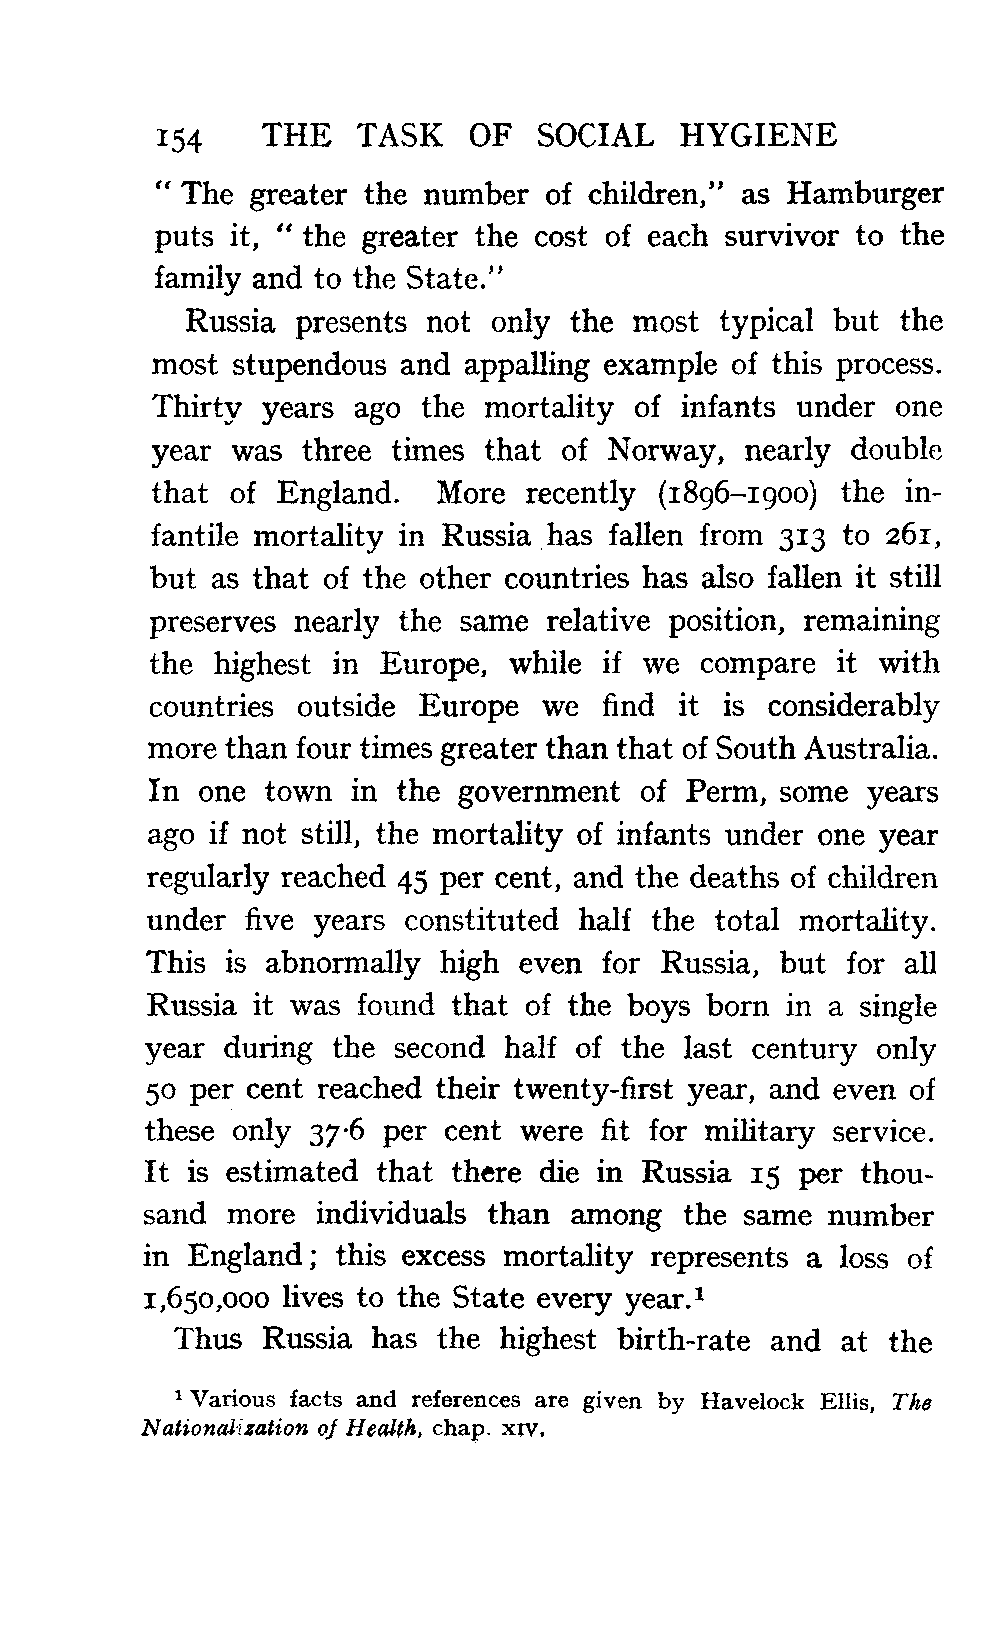 154 THE TASK OF SOCIAL HYGIENE
“ The greater the number of children,” as Hamburger
puts it, “ the greater the cost of each survivor to the
family and to the State.”
Russia presents not only the most typical but the
most stupendous and appalling example of this process.
Thirty years ago the mortality of infants under one
year was three times that of Norway, nearly double
that of England. More recently (1896–1900) the in-
fantile mortality in Russia has fallen from 313 to 261,
but as that of the other countries has also fallen it still
preserves nearly the same relative position, remaining
the highest in Europe, while if we compare it with
countries outside Europe we find it is considerably
more than four times greater than that of South Australia.
In one town in the government of Perm, some years
ago if not still, the mortality of infants under one year
regularly reached 45 per cent, and the deaths of children
under five years constituted half the total mortality.
This is abnormally high even for Russia, but for all
Russia it was found that of the boys born in a single
year during the second half of the last century only
50 per cent reached their twenty-first year, and even of
these only 37·6 per cent were fit for military service.
It is estimated that there die in Russia 15 per thou-
sand more individuals than among the same number
in England; this excess mortality represents a loss of
1,650,000 lives to the State every year.¹
Thus Russia has the highest birth-rate and at the
¹ Various facts and references are given by Havelock Ellis, The
Nationalization of Health, chap. XIV.